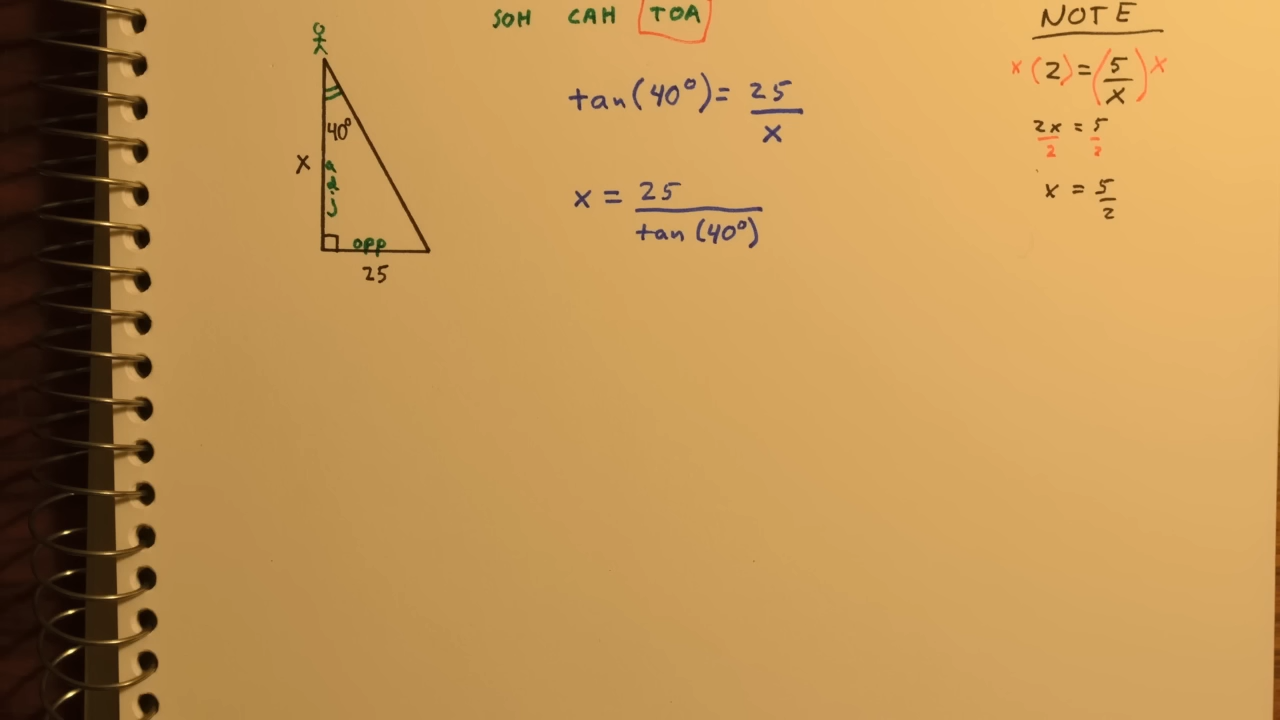 SOH CAH TOA
40°
x
adj
opp
25
tan(40°) = 25/x
x = 25/tan(40°)
NOTE
x(2) = (5/x)x
2x/2 = 5/2
x = 5/2